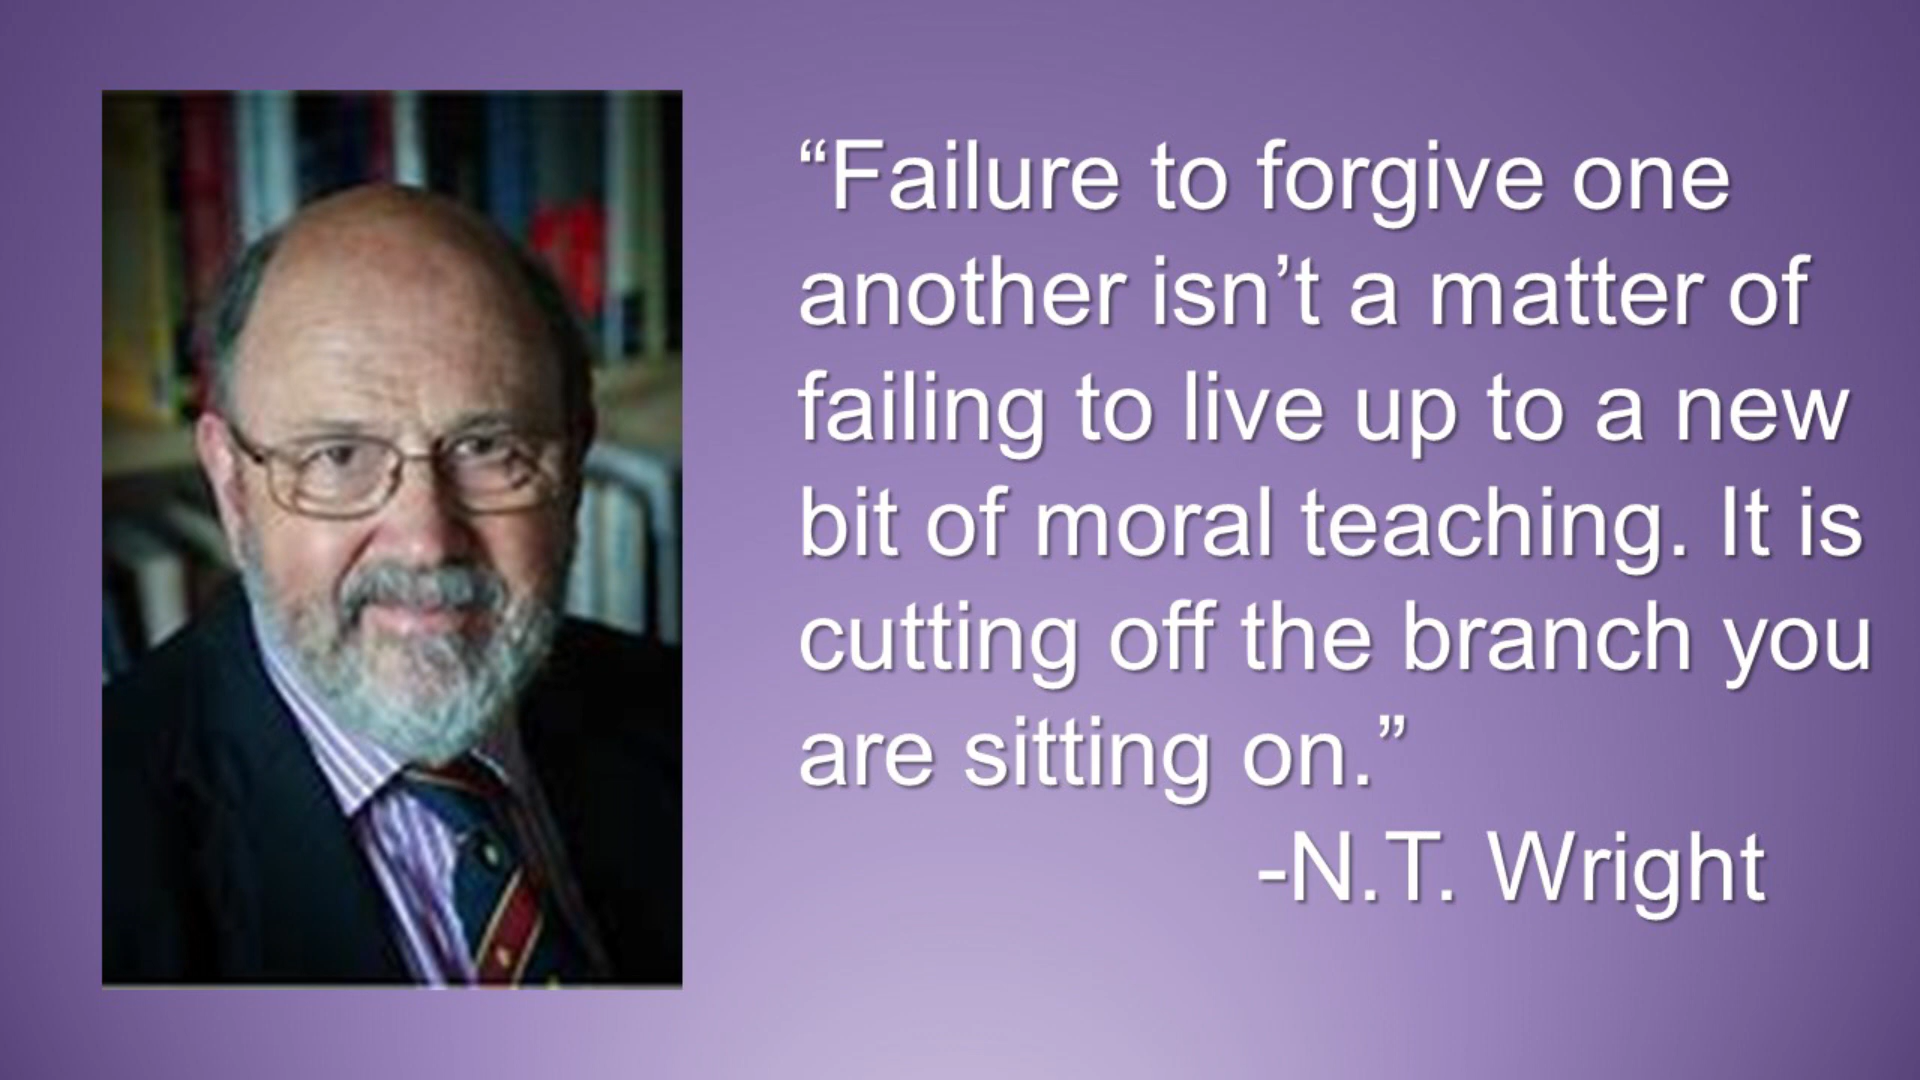 “Failure to forgive one
another isn’t a matter of
failing to live up to a new
bit of moral teaching. It is
cutting off the branch you
are sitting on.”
-N.T. Wright